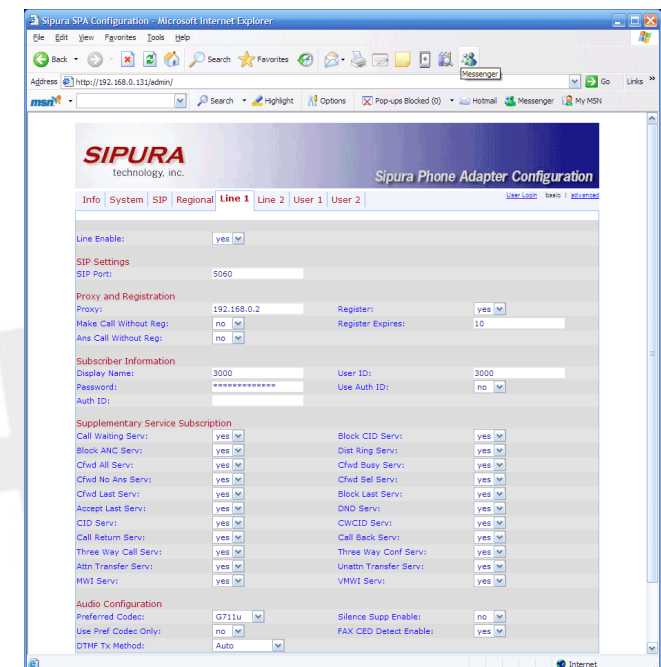 Sipura SPA Configuration - Microsoft Internet Explorer
File Edit View Favorites Tools Help
Back Search Favorites
Messenger
Address http://192.168.0.131/admin/ Go Links »
msn Search Highlight Options Pop-ups Blocked (0) Hotmail Messenger My MSN
SIPURA
technology, inc.
Sipura Phone Adapter Configuration
Info System SIP Regional Line 1 Line 2 User 1 User 2 User Login basic | advanced
Line Enable: yes
SIP Settings
SIP Port: 5060
Proxy and Registration
Proxy: 192.168.0.2 Register: yes
Make Call Without Reg: no Register Expires: 10
Ans Call Without Reg: no
Subscriber Information
Display Name: 3000 User ID: 3000
Password: ************* Use Auth ID: no
Auth ID:
Supplementary Service Subscription
Call Waiting Serv: yes Block CID Serv: yes
Block ANC Serv: yes Dist Ring Serv: yes
Cfwd All Serv: yes Cfwd Busy Serv: yes
Cfwd No Ans Serv: yes Cfwd Sel Serv: yes
Cfwd Last Serv: yes Block Last Serv: yes
Accept Last Serv: yes DND Serv: yes
CID Serv: yes CWCID Serv: yes
Call Return Serv: yes Call Back Serv: yes
Three Way Call Serv: yes Three Way Conf Serv: yes
Attn Transfer Serv: yes Unattn Transfer Serv: yes
MWI Serv: yes VMWI Serv: yes
Audio Configuration
Preferred Codec: G711u Silence Supp Enable: no
Use Pref Codec Only: no FAX CED Detect Enable: yes
DTMF Tx Method: Auto
Internet